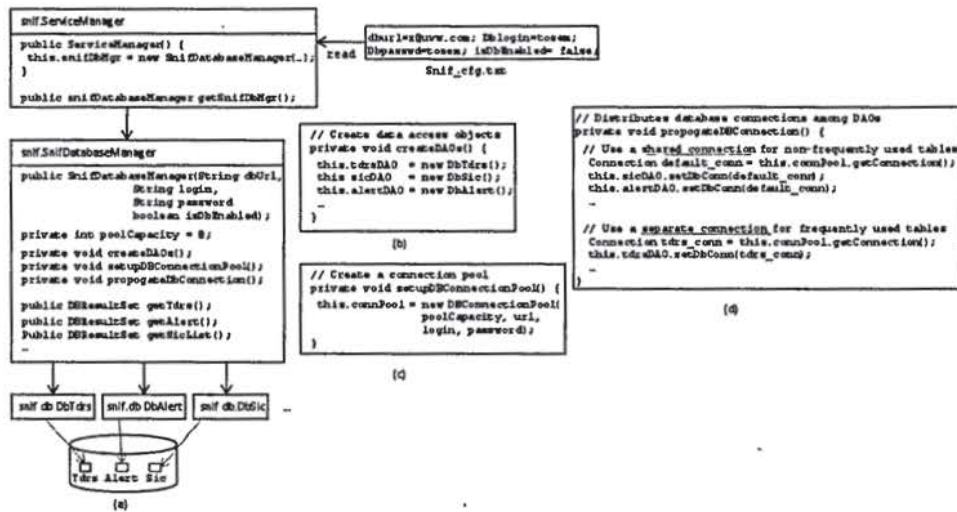 snif.ServiceManager
public ServiceManager() {
this.snifDbMgr = new SnifDatabaseManager(…);
}
public snifDatabaseManager getSnifDbMgr();
read
dburl=x@uvw.com; Dblogin=tosem;
Dbpasswd=tosem; isDbEnabled= false;
Snif_cfg.txt
snif.SnifDatabaseManager
public SnifDatabaseManager(String dbUrl,
String login,
String password
boolean isDbEnabled);
private int poolCapacity = 8;
private void createDAOs();
private void setupDBConnectionPool();
private void propogateDbConnection();
public DBResultSet getTdrs();
public DBResultSet getAlert();
Public DBResultSet getSicList();
…
snif db DbTdrs
snif.db DbAlert
snif db.DbSic
…
Tdrs Alert Sic
(a)
// Create data access objects
private void createDAOs() {
this.tdrsDAO = new DbTdrs();
this sicDAO = new DbSic();
this.alertDAO = new DbAlert();
…
}
(b)
// Create a connection pool
private void setupDBConnectionPool() {
this.connPool = new DBConnectionPool(
poolCapacity, url,
login, password);
}
(c)
// Distributes database connections among DAOs
private void propogateDBConnection() {
// Use a shared connection for non-frequently used tables
Connection default_conn = this.connPool.getConnection();
this.sicDAO.setDbConn(default_conn);
this.alertDAO.setDbConn(default_conn);
…
// Use a separate connection for frequently used tables
Connection tdrs_conn = this.connPool.getConnection();
this.tdrsDAO.setDbConn(tdrs_conn);
…
}
(d)